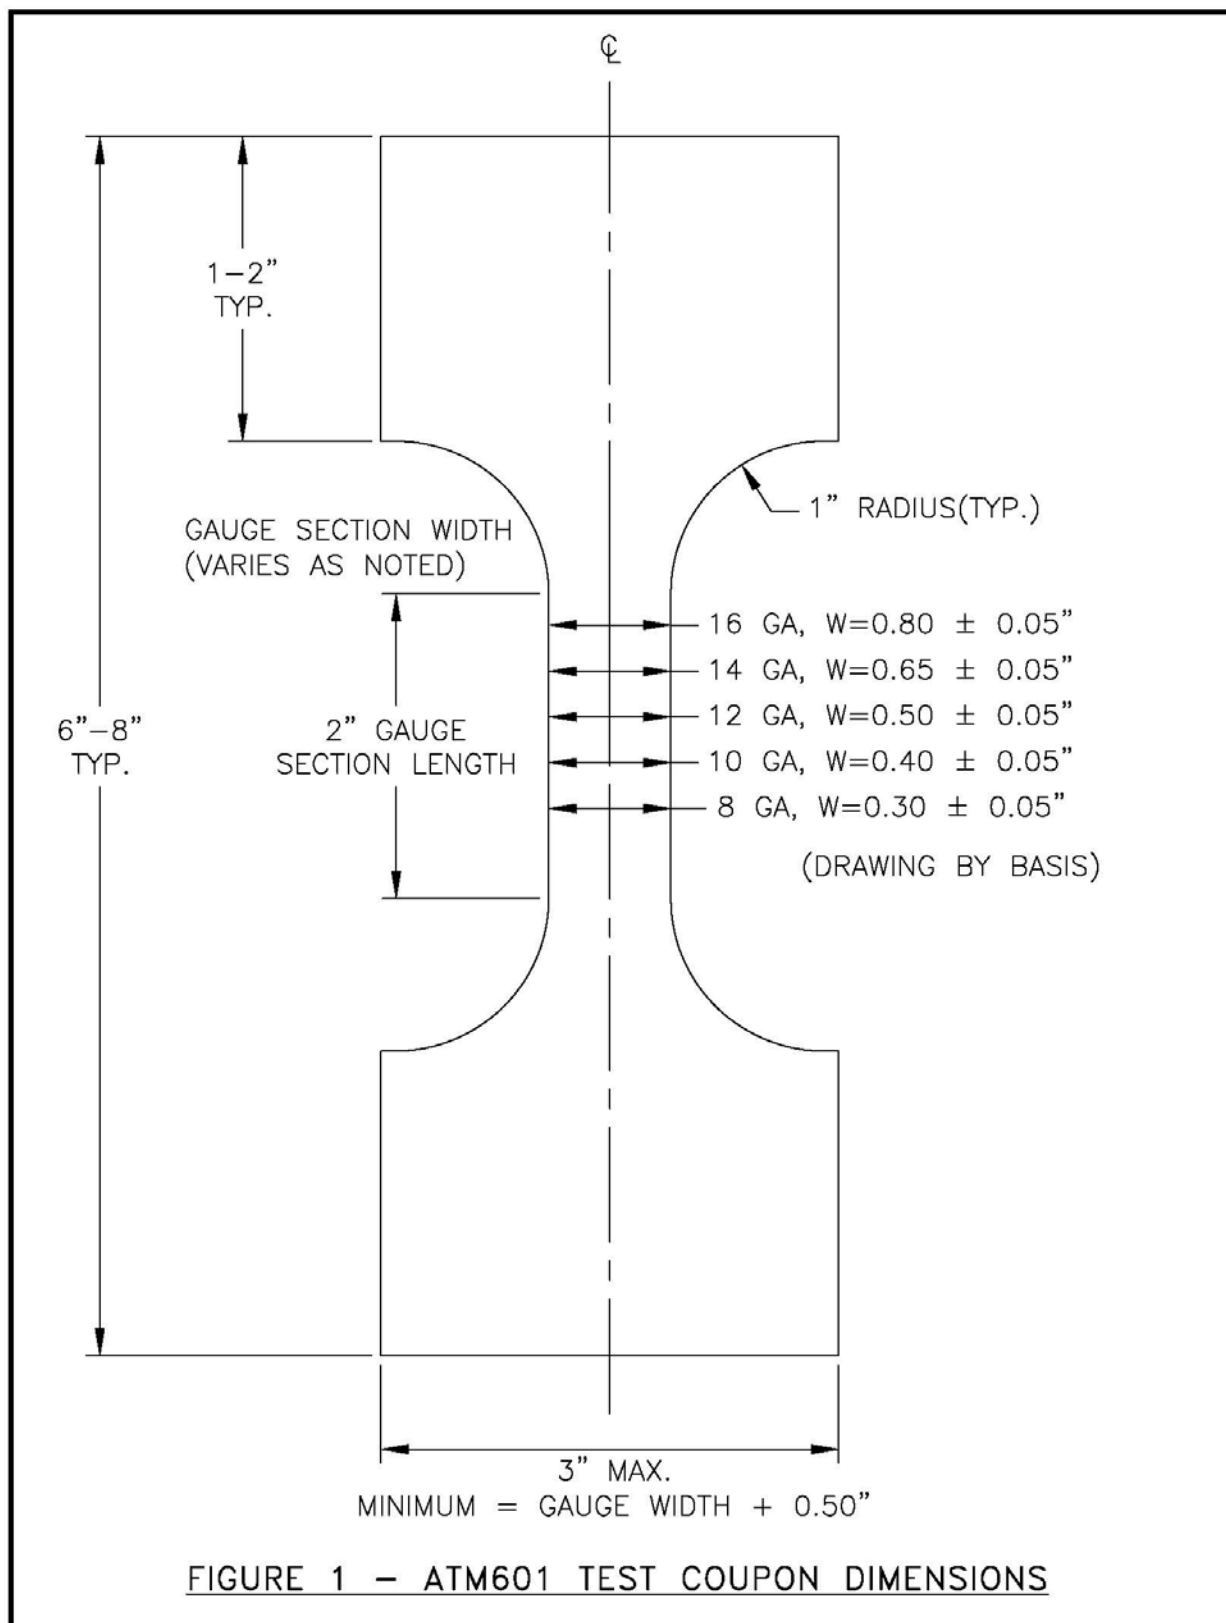 ℄
1-2"
TYP.
1" RADIUS(TYP.)
GAUGE SECTION WIDTH
(VARIES AS NOTED)
16 GA, W=0.80 ± 0.05"
14 GA, W=0.65 ± 0.05"
12 GA, W=0.50 ± 0.05"
10 GA, W=0.40 ± 0.05"
8 GA, W=0.30 ± 0.05"
(DRAWING BY BASIS)
6"-8"
TYP.
2" GAUGE
SECTION LENGTH
3" MAX.
MINIMUM = GAUGE WIDTH + 0.50"
FIGURE 1 - ATM601 TEST COUPON DIMENSIONS